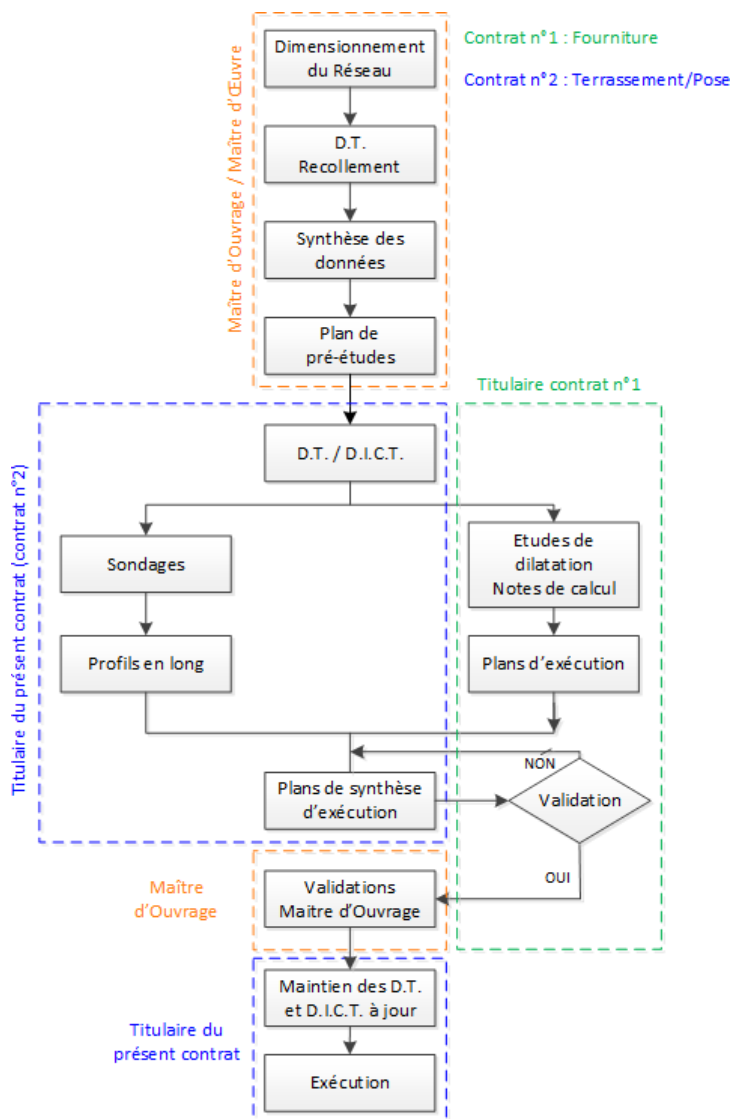 Dimensionnement
du Réseau
Contrat n°1 : Fourniture
Contrat n°2 : Terrassement/Pose
Maître d'Ouvrage / Maître d'Œuvre
D.T.
Recollement
Synthèse des
données
Plan de
pré-études
Titulaire contrat n°1
Titulaire du présent contrat (contrat n°2)
D.T. / D.I.C.T.
Sondages
Etudes de
dilatation
Notes de calcul
Profils en long
Plans d'exécution
NON
Plans de synthèse
d'exécution
Validation
OUI
Maître
d'Ouvrage
Validations
Maitre d'Ouvrage
Maintien des D.T.
et D.I.C.T. à jour
Titulaire du
présent contrat
Exécution